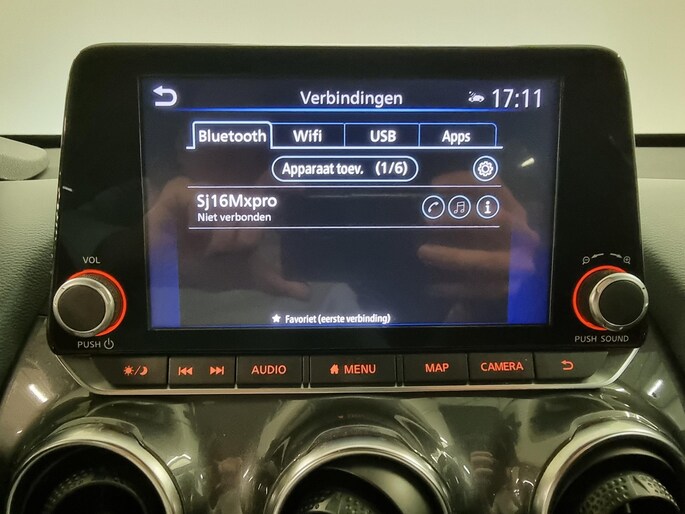 Verbindingen 17:11
Bluetooth Wifi USB Apps
Apparaat toev. (1/6)
Sj16Mxpro
Niet verbonden
★ Favoriet (eerste verbinding)
VOL
PUSH
PUSH SOUND
AUDIO MENU MAP CAMERA